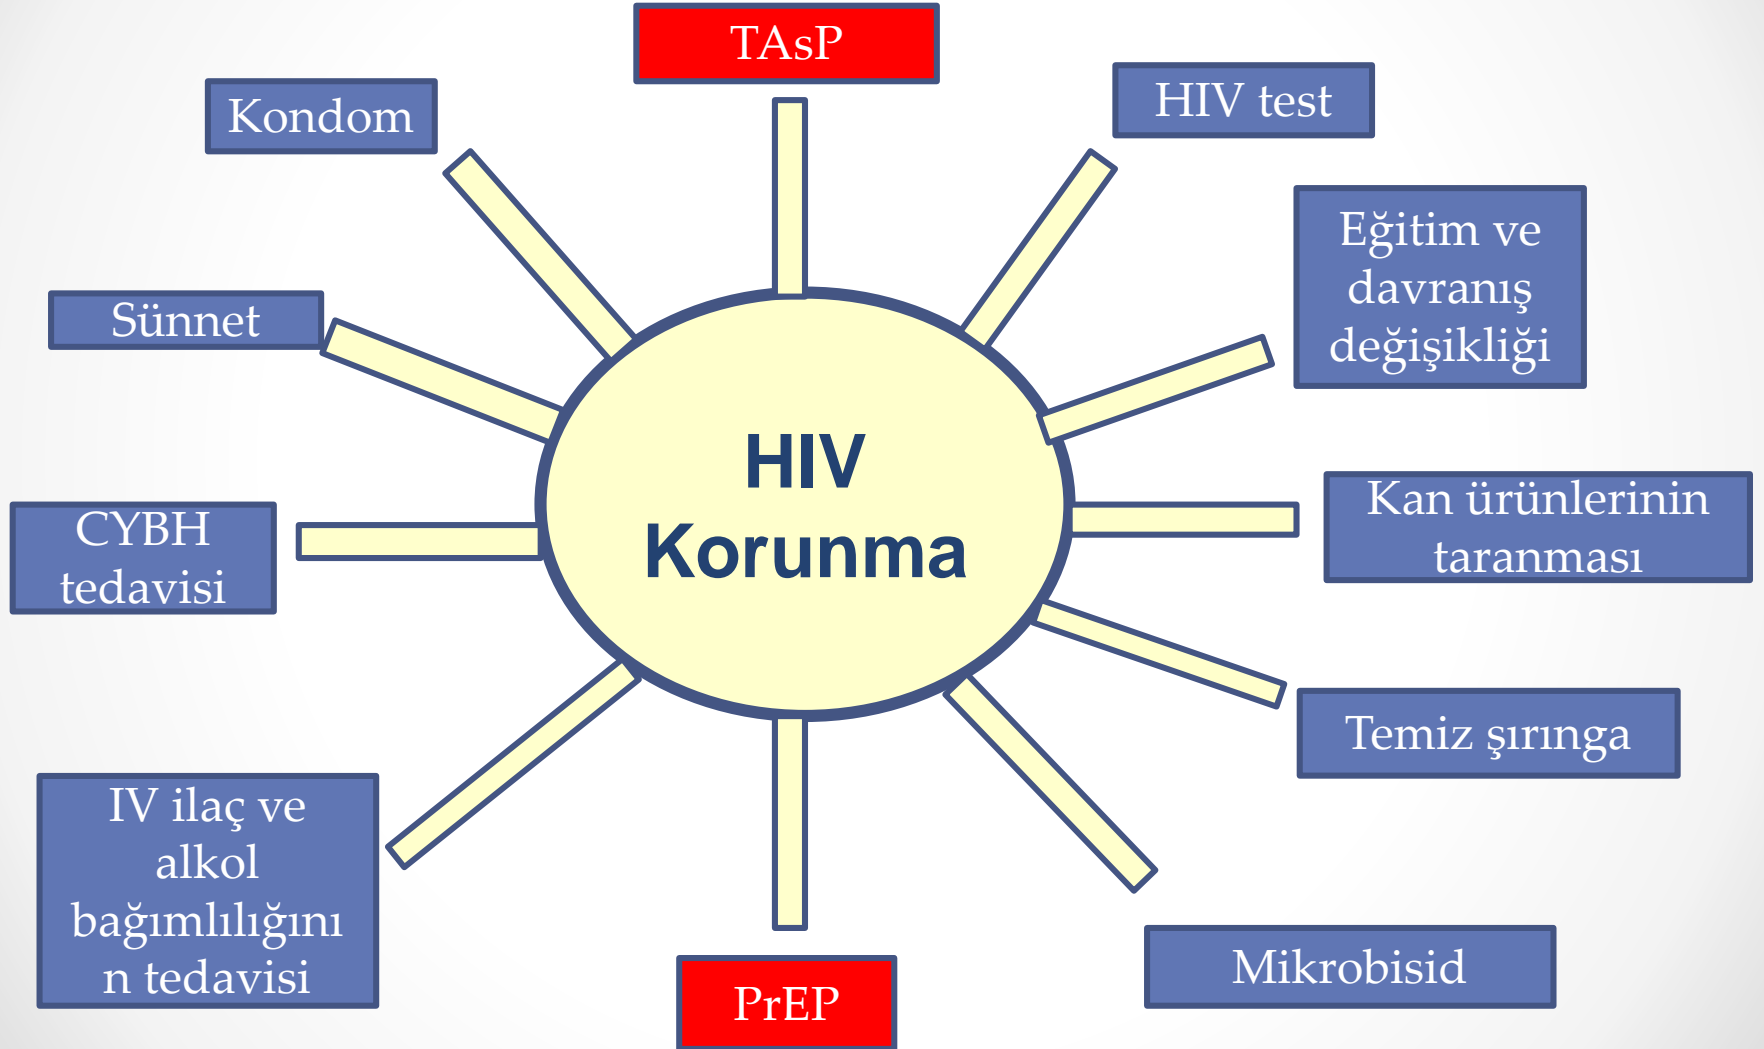 TAsP
Kondom
HIV test
Eğitim ve
davranış
değişikliği
Sünnet
HIV
Korunma
CYBH
tedavisi
Kan ürünlerinin
taranması
Temiz şırınga
IV ilaç ve
alkol
bağımlılığını
n tedavisi
Mikrobisid
PrEP